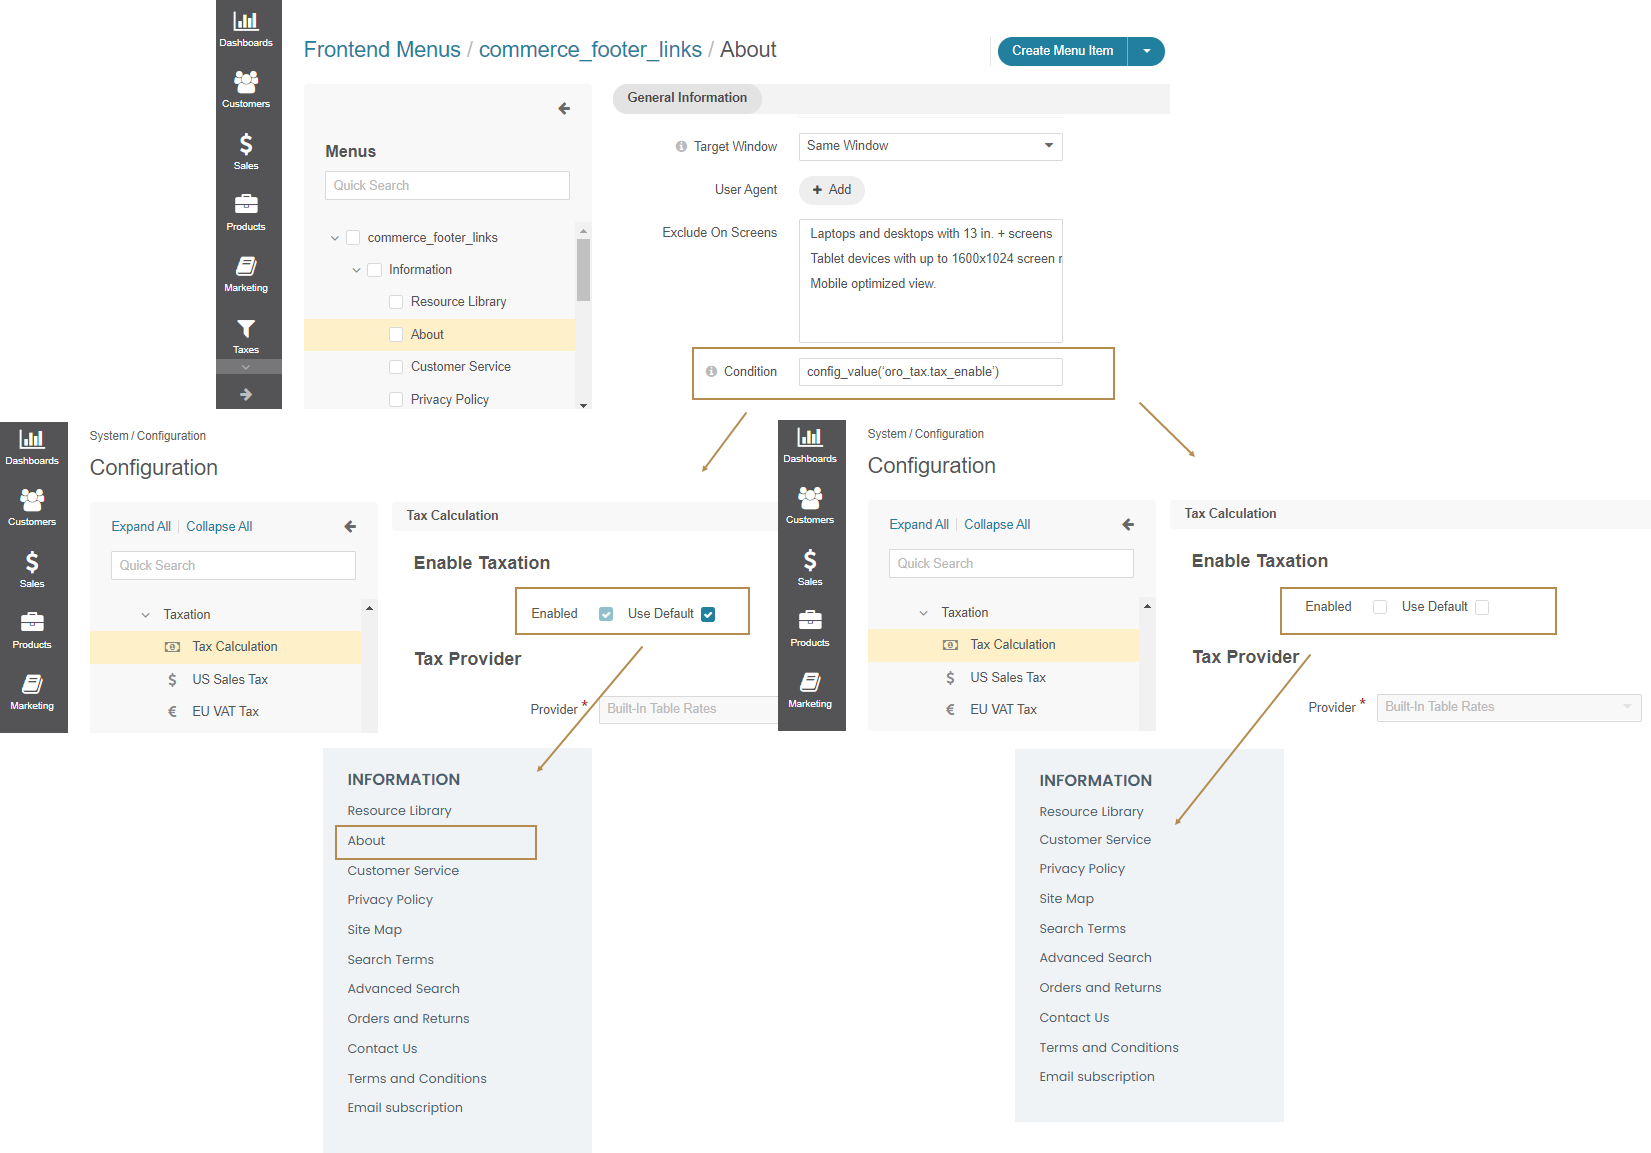 Dashboards
Customers
Sales
Products
Marketing
Taxes
Frontend Menus / commerce_footer_links / About
Create Menu Item
Menus
Quick Search
commerce_footer_links
Information
Resource Library
About
Customer Service
Privacy Policy
General Information
Target Window
Same Window
User Agent
+ Add
Exclude On Screens
Laptops and desktops with 13 in. + screens
Tablet devices with up to 1600x1024 screen r
Mobile optimized view.
Condition
config_value('oro_tax.tax_enable')
Dashboards
Customers
Sales
Products
Marketing
System / Configuration
Configuration
Expand All
Collapse All
Quick Search
Taxation
Tax Calculation
US Sales Tax
EU VAT Tax
Tax Calculation
Enable Taxation
Enabled
Use Default
Tax Provider
Provider *
Built-In Table Rates
Dashboards
Customers
Sales
Products
Marketing
System / Configuration
Configuration
Expand All
Collapse All
Quick Search
Taxation
Tax Calculation
US Sales Tax
EU VAT Tax
Tax Calculation
Enable Taxation
Enabled
Use Default
Tax Provider
Provider *
Built-In Table Rates
INFORMATION
Resource Library
About
Customer Service
Privacy Policy
Site Map
Search Terms
Advanced Search
Orders and Returns
Contact Us
Terms and Conditions
Email subscription
INFORMATION
Resource Library
Customer Service
Privacy Policy
Site Map
Search Terms
Advanced Search
Orders and Returns
Contact Us
Terms and Conditions
Email subscription